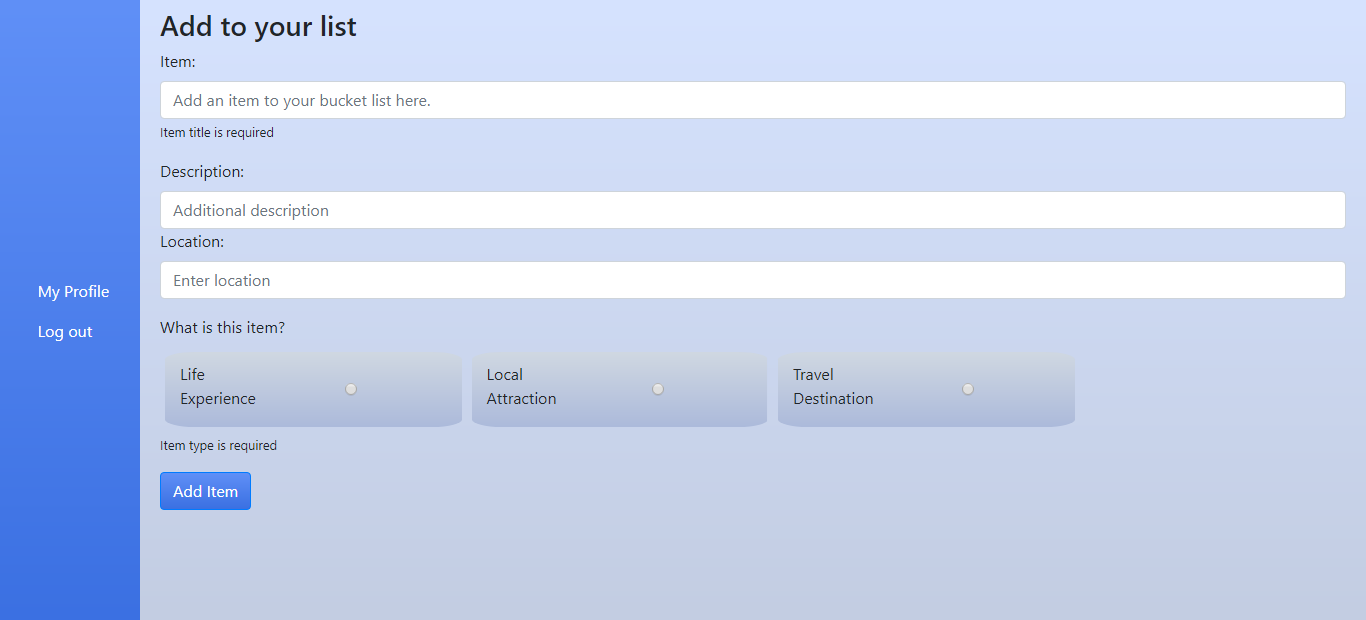 Add to your list
Item:
Add an item to your bucket list here.
Item title is required
Description:
Additional description
Location:
Enter location
My Profile
Log out
What is this item?
Life
Experience
Local
Attraction
Travel
Destination
Item type is required
Add Item